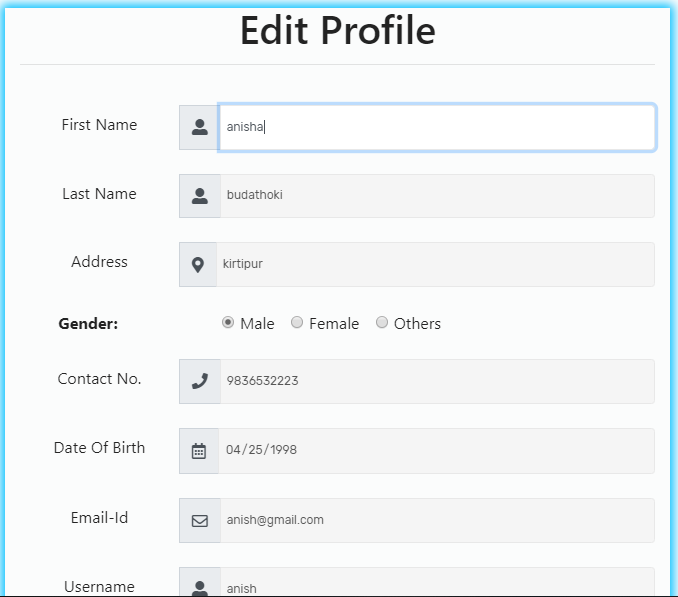 Edit Profile
First Name anisha
Last Name budathoki
Address kirtipur
Gender: Male Female Others
Contact No. 9836532223
Date Of Birth 04/25/1998
Email-Id anish@gmail.com
Username anish